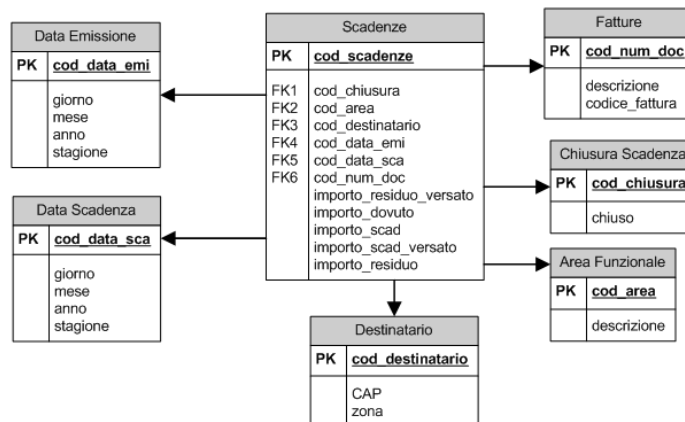 Data Emissione
PK cod_data_emi
giorno
mese
anno
stagione
Data Scadenza
PK cod_data_sca
giorno
mese
anno
stagione
Scadenze
PK cod_scadenze
FK1 cod_chiusura
FK2 cod_area
FK3 cod_destinatario
FK4 cod_data_emi
FK5 cod_data_sca
FK6 cod_num_doc
importo_residuo_versato
importo_dovuto
importo_scad
importo_scad_versato
importo_residuo
Destinatario
PK cod_destinatario
CAP
zona
Fatture
PK cod_num_doc
descrizione
codice_fattura
Chiusura Scadenza
PK cod_chiusura
chiuso
Area Funzionale
PK cod_area
descrizione